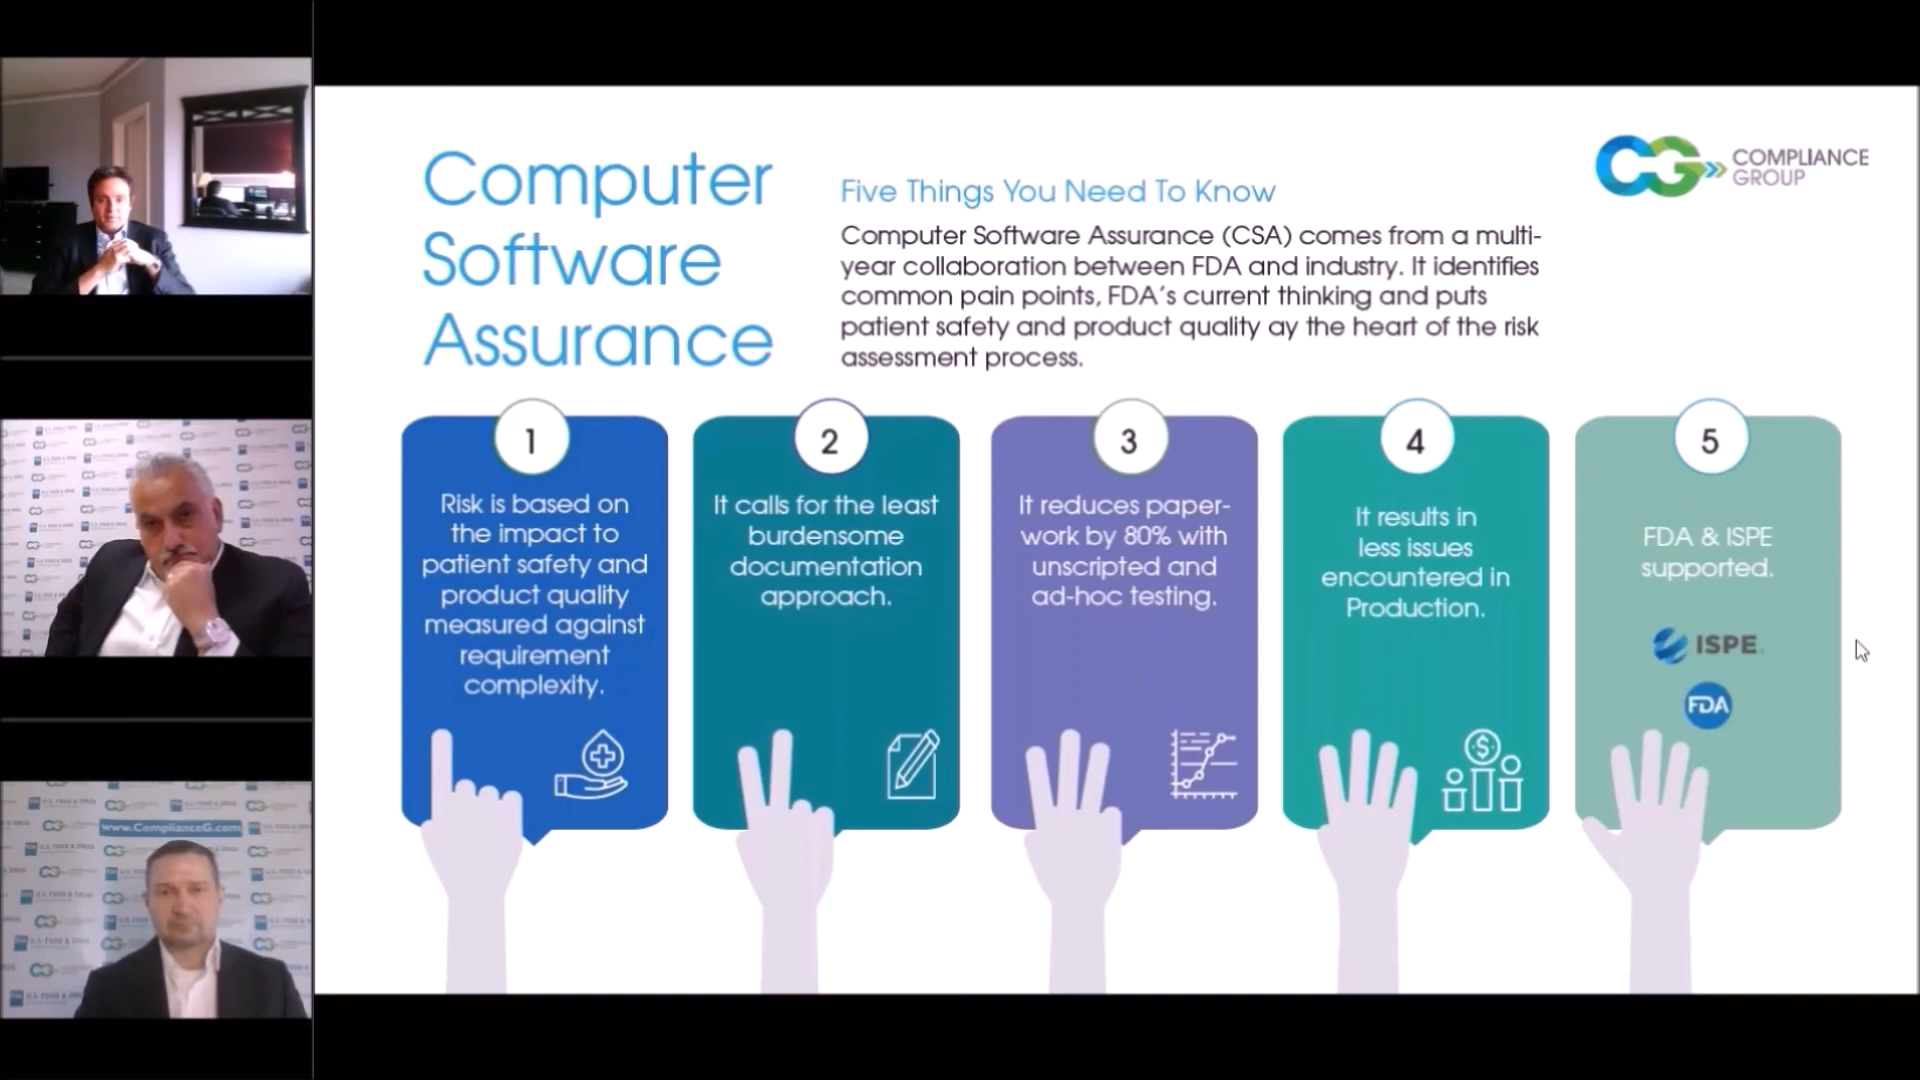 Computer
Software
Assurance
Five Things You Need To Know
Computer Software Assurance (CSA) comes from a multi-
year collaboration between FDA and industry. It identifies
common pain points, FDA's current thinking and puts
patient safety and product quality ay the heart of the risk
assessment process.
COMPLIANCE
GROUP
1
Risk is based on
the impact to
patient safety and
product quality
measured against
requirement
complexity.
2
It calls for the least
burdensome
documentation
approach.
3
It reduces paper-
work by 80% with
unscripted and
ad-hoc testing.
4
It results in
less issues
encountered in
Production.
5
FDA & ISPE
supported.
ISPE.
FDA
www.ComplianceG.com